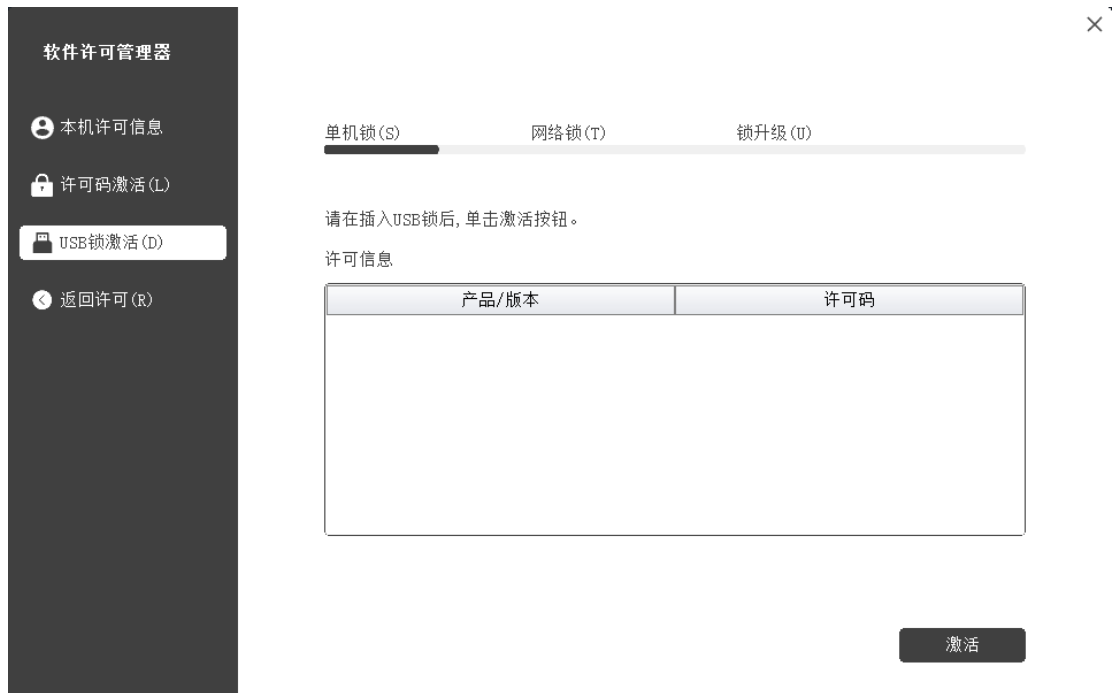 软件许可管理器
本机许可信息
许可码激活(L)
USB锁激活(D)
返回许可(R)
单机锁(S) 网络锁(T) 锁升级(U)
请在插入USB锁后,单击激活按钮。
许可信息
产品/版本 许可码
激活